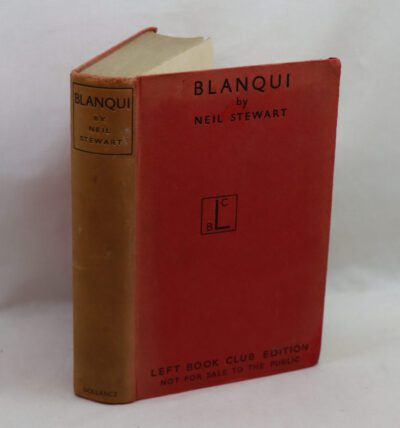 BLANQUI
BY
NEIL
STEWART
GOLLANCZ
BLANQUI
by
NEIL STEWART
L
B C
LEFT BOOK CLUB EDITION
NOT FOR SALE TO THE PUBLIC